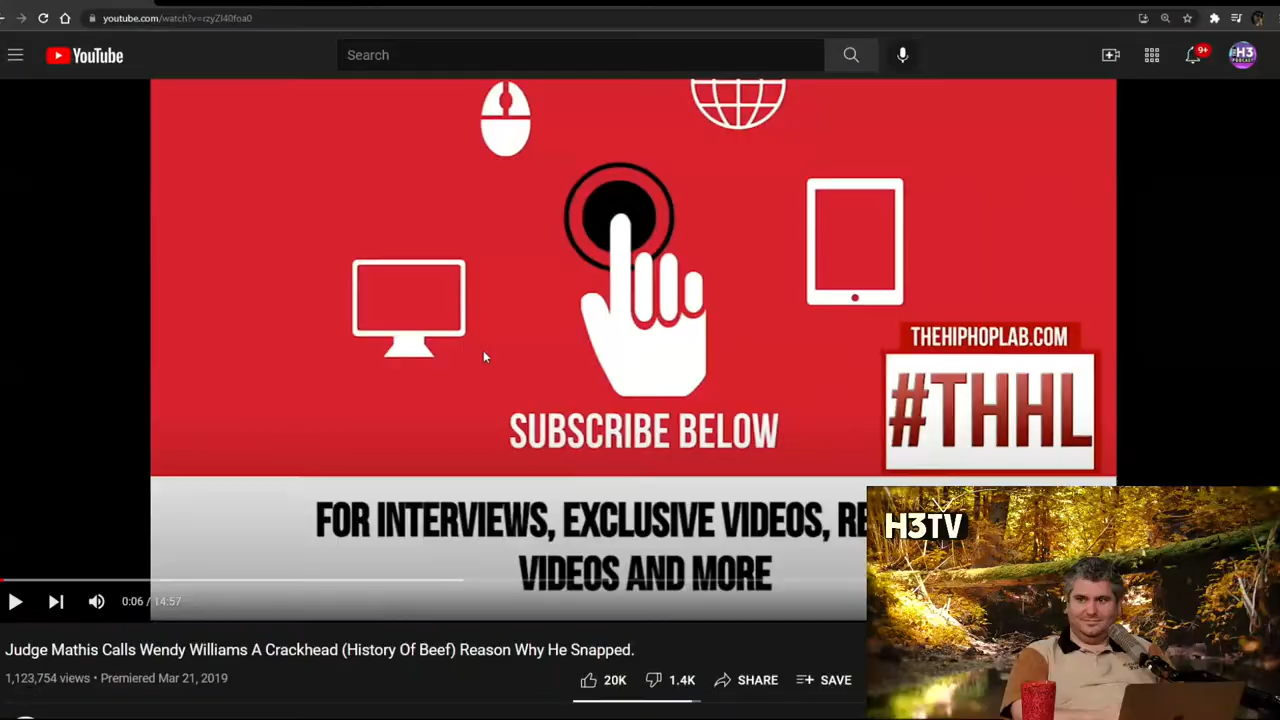 youtube.com/watch?v=rzyZl40foa0
YouTube
Search
9+
#H3
PODCAST
THEHIPHOPLAB.COM
#THHL
SUBSCRIBE BELOW
FOR INTERVIEWS, EXCLUSIVE VIDEOS, RE
VIDEOS AND MORE
H3TV
0:06 / 14:57
Judge Mathis Calls Wendy Williams A Crackhead (History Of Beef) Reason Why He Snapped.
1,123,754 views • Premiered Mar 21, 2019
20K
1.4K
SHARE
SAVE